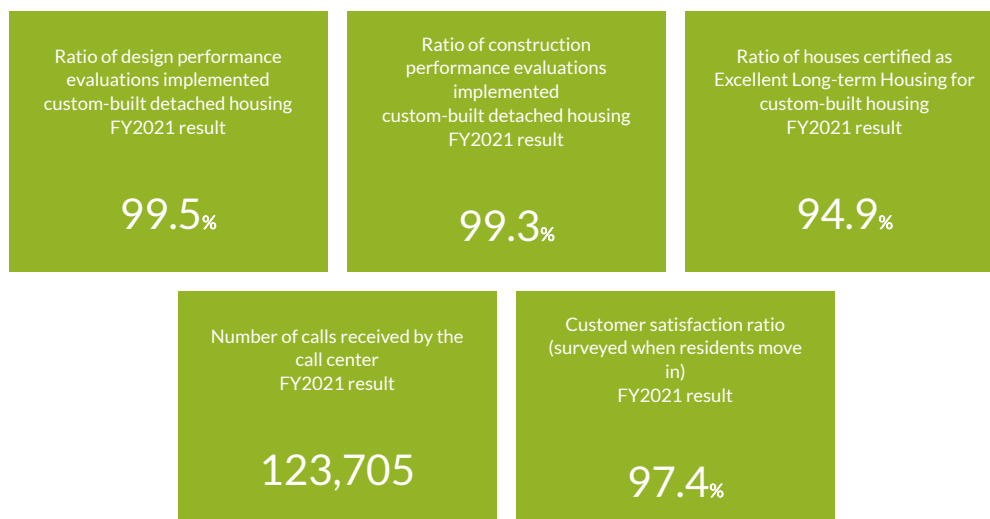 Ratio of design performance
evaluations implemented
custom-built detached housing
FY2021 result
99.5%
Ratio of construction
performance evaluations
implemented
custom-built detached housing
FY2021 result
99.3%
Ratio of houses certified as
Excellent Long-term Housing for
custom-built housing
FY2021 result
94.9%
Number of calls received by the
call center
FY2021 result
123,705
Customer satisfaction ratio
(surveyed when residents move
in)
FY2021 result
97.4%